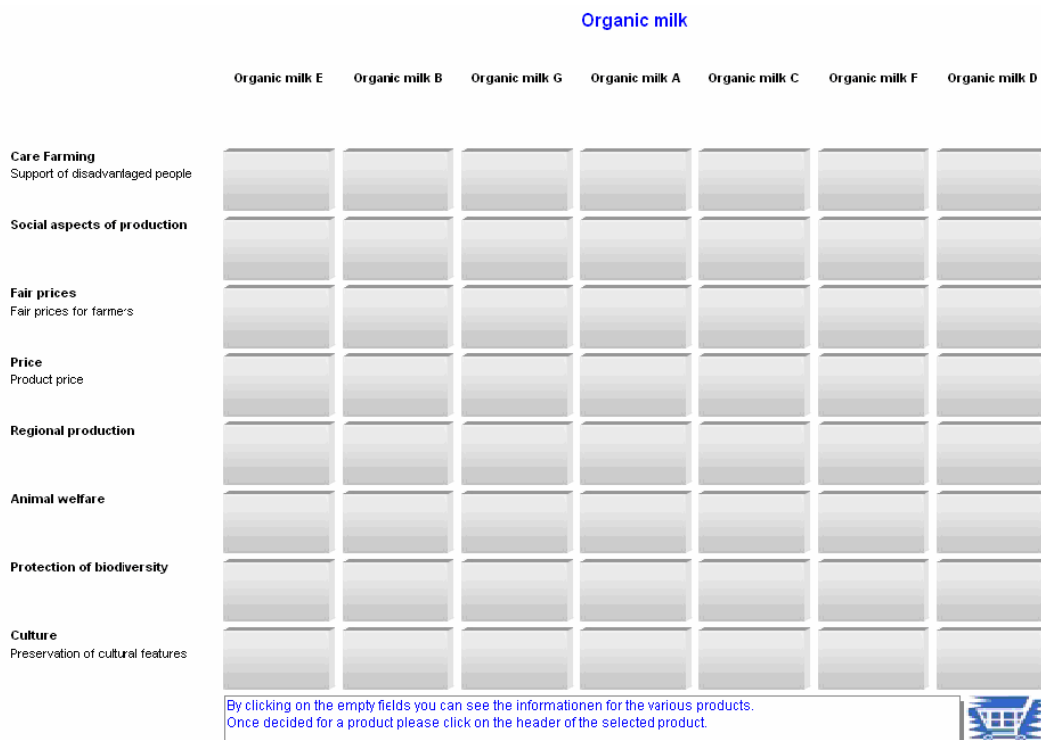 Organic milk
Organic milk E Organic milk B Organic milk G Organic milk A Organic milk C Organic milk F Organic milk D
Care Farming
Support of disadvantaged people
Social aspects of production
Fair prices
Fair prices for farmers
Price
Product price
Regional production
Animal welfare
Protection of biodiversity
Culture
Preservation of cultural features
By clicking on the empty fields you can see the informationen for the various products.
Once decided for a product please click on the header of the selected product.